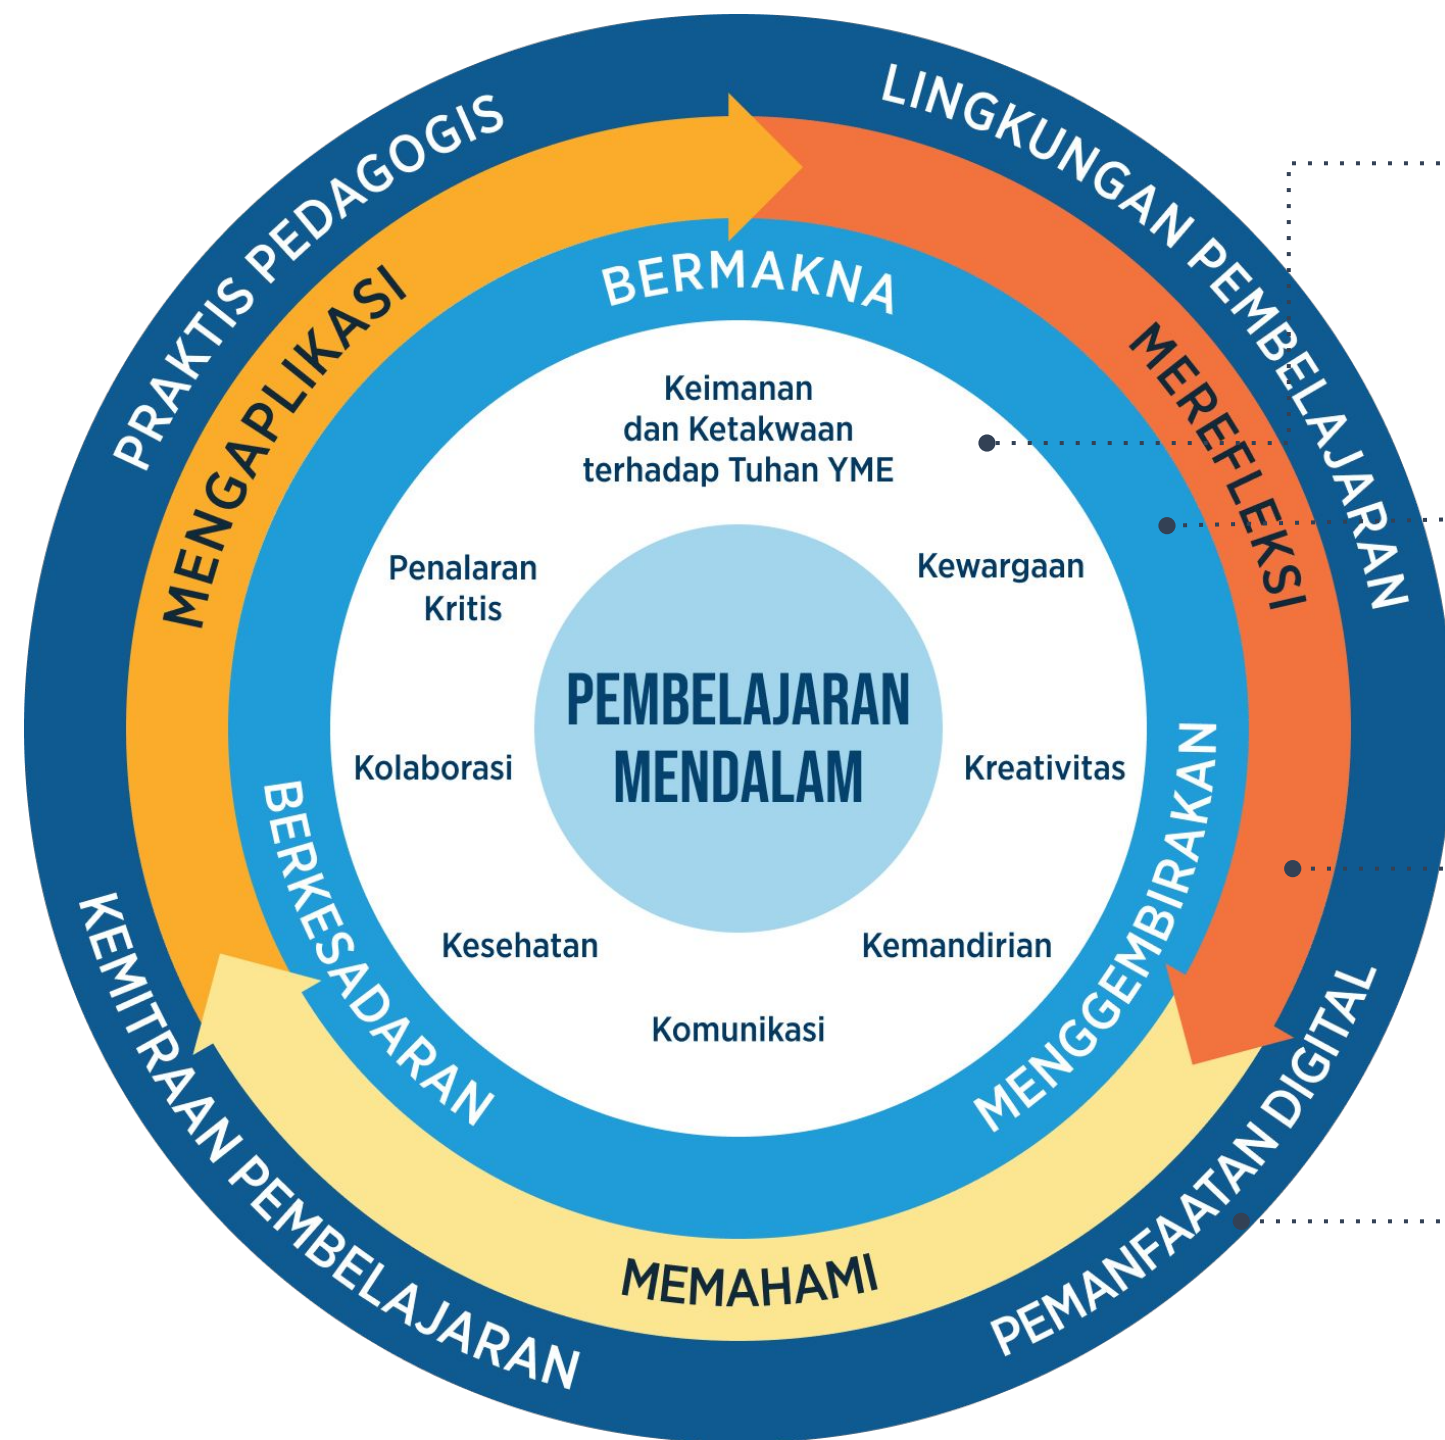 PRAKTIS PEDAGOGIS
LINGKUNGAN PEMBELAJARAN
MENGAPLIKASI
BERMAKNA
MEREFLEKSI
Keimanan
dan Ketakwaan
terhadap Tuhan YME
Penalaran
Kritis
Kewargaan
PEMBELAJARAN
MENDALAM
Kolaborasi
Kreativitas
BERKESADARAN
MENGGEMBIRAKAN
Kesehatan
Kemandirian
Komunikasi
KEMITRAAN PEMBELAJARAN
MEMAHAMI
PEMANFAATAN DIGITAL